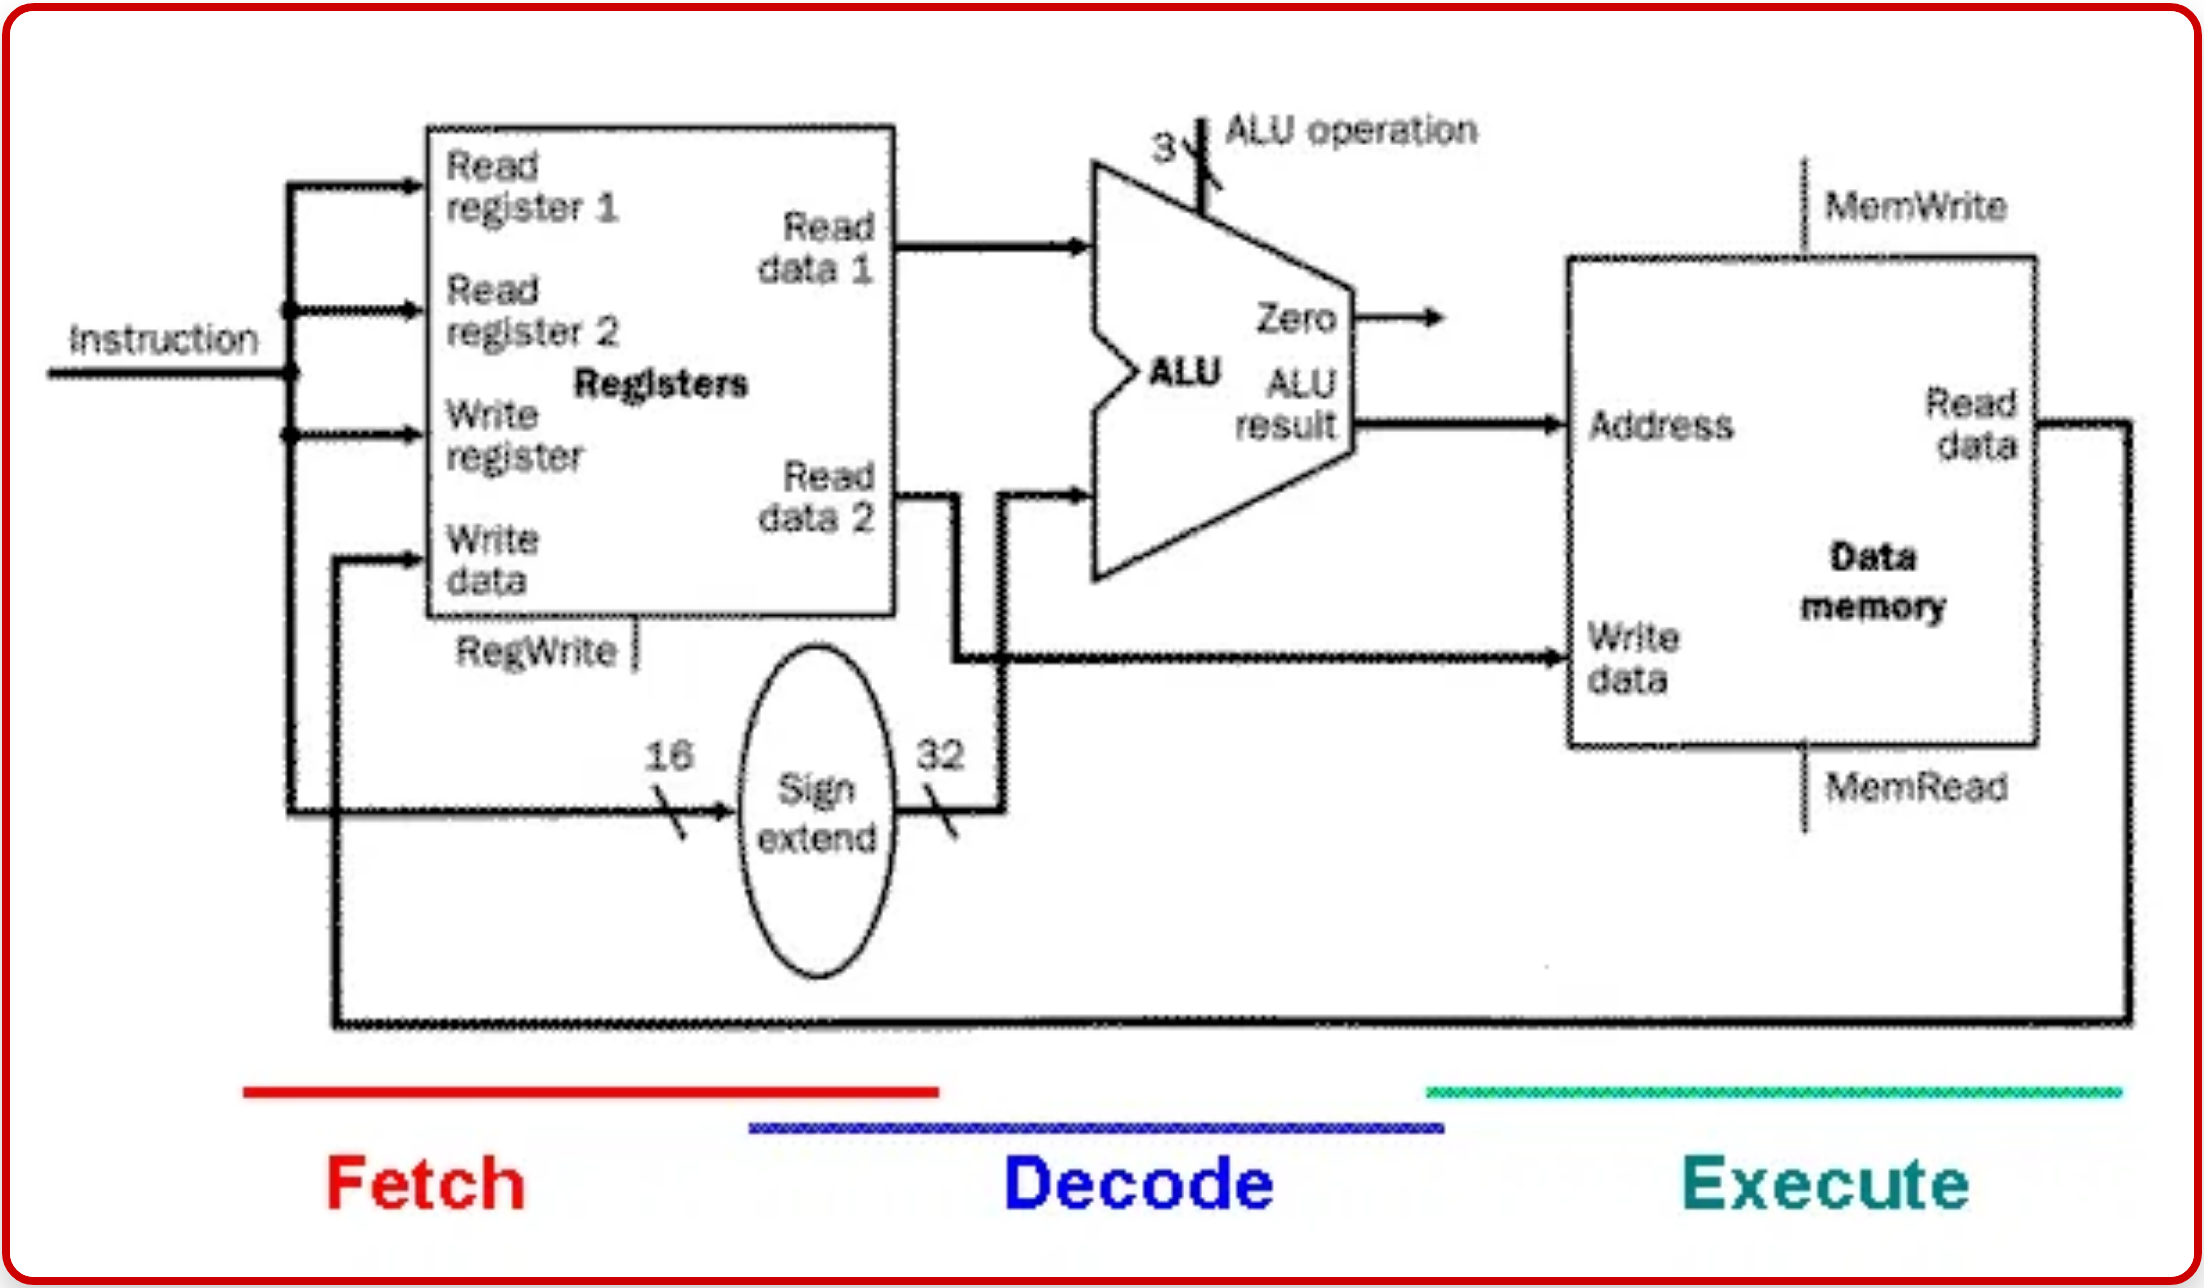 Instruction
Read
register 1
Read
register 2
Registers
Write
register
Write
data
Read
data 1
Read
data 2
RegWrite
16
Sign
extend
32
3
ALU operation
Zero
ALU
ALU
result
MemWrite
Address
Read
data
Data
memory
Write
data
MemRead
Fetch
Decode
Execute